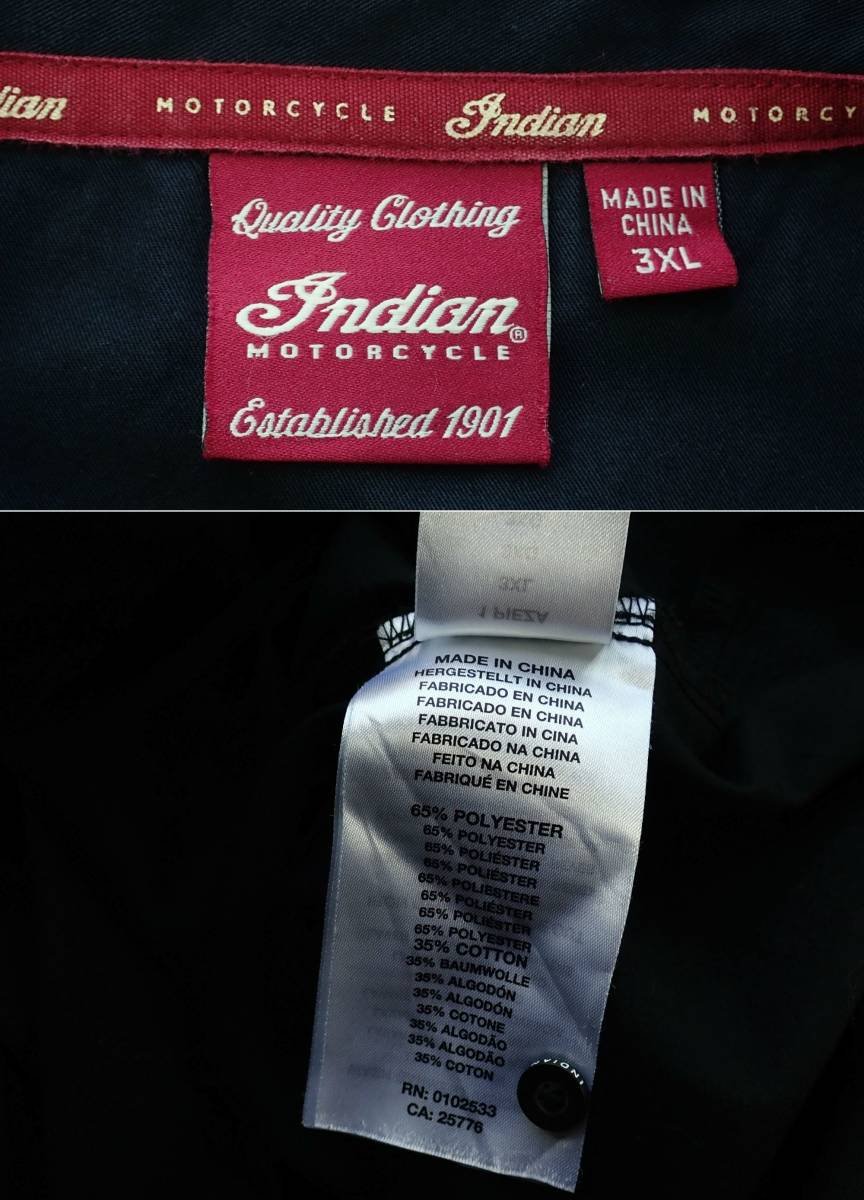 dian MOTORCYCLE Indian MOTORCY
Quality Clothing
Indian®
MOTORCYCLE
Established 1901
MADE IN
CHINA
3XL
3XL
1 PIEZA
MADE IN CHINA
HERGESTELLT IN CHINA
FABRICADO EN CHINA
FABRICADO EN CHINA
FABBRICATO IN CINA
FABRICADO NA CHINA
FEITO NA CHINA
FABRIQUÉ EN CHINE
65% POLYESTER
65% POLYESTER
65% POLIÉSTER
65% POLIÉSTER
65% POLIESTERE
65% POLIÉSTER
65% POLIÉSTER
65% POLYESTER
35% COTTON
35% BAUMWOLLE
35% ALGODÓN
35% ALGODÓN
35% COTONE
35% ALGODÃO
35% ALGODÃO
35% COTON
RN: 0102533
CA: 25776